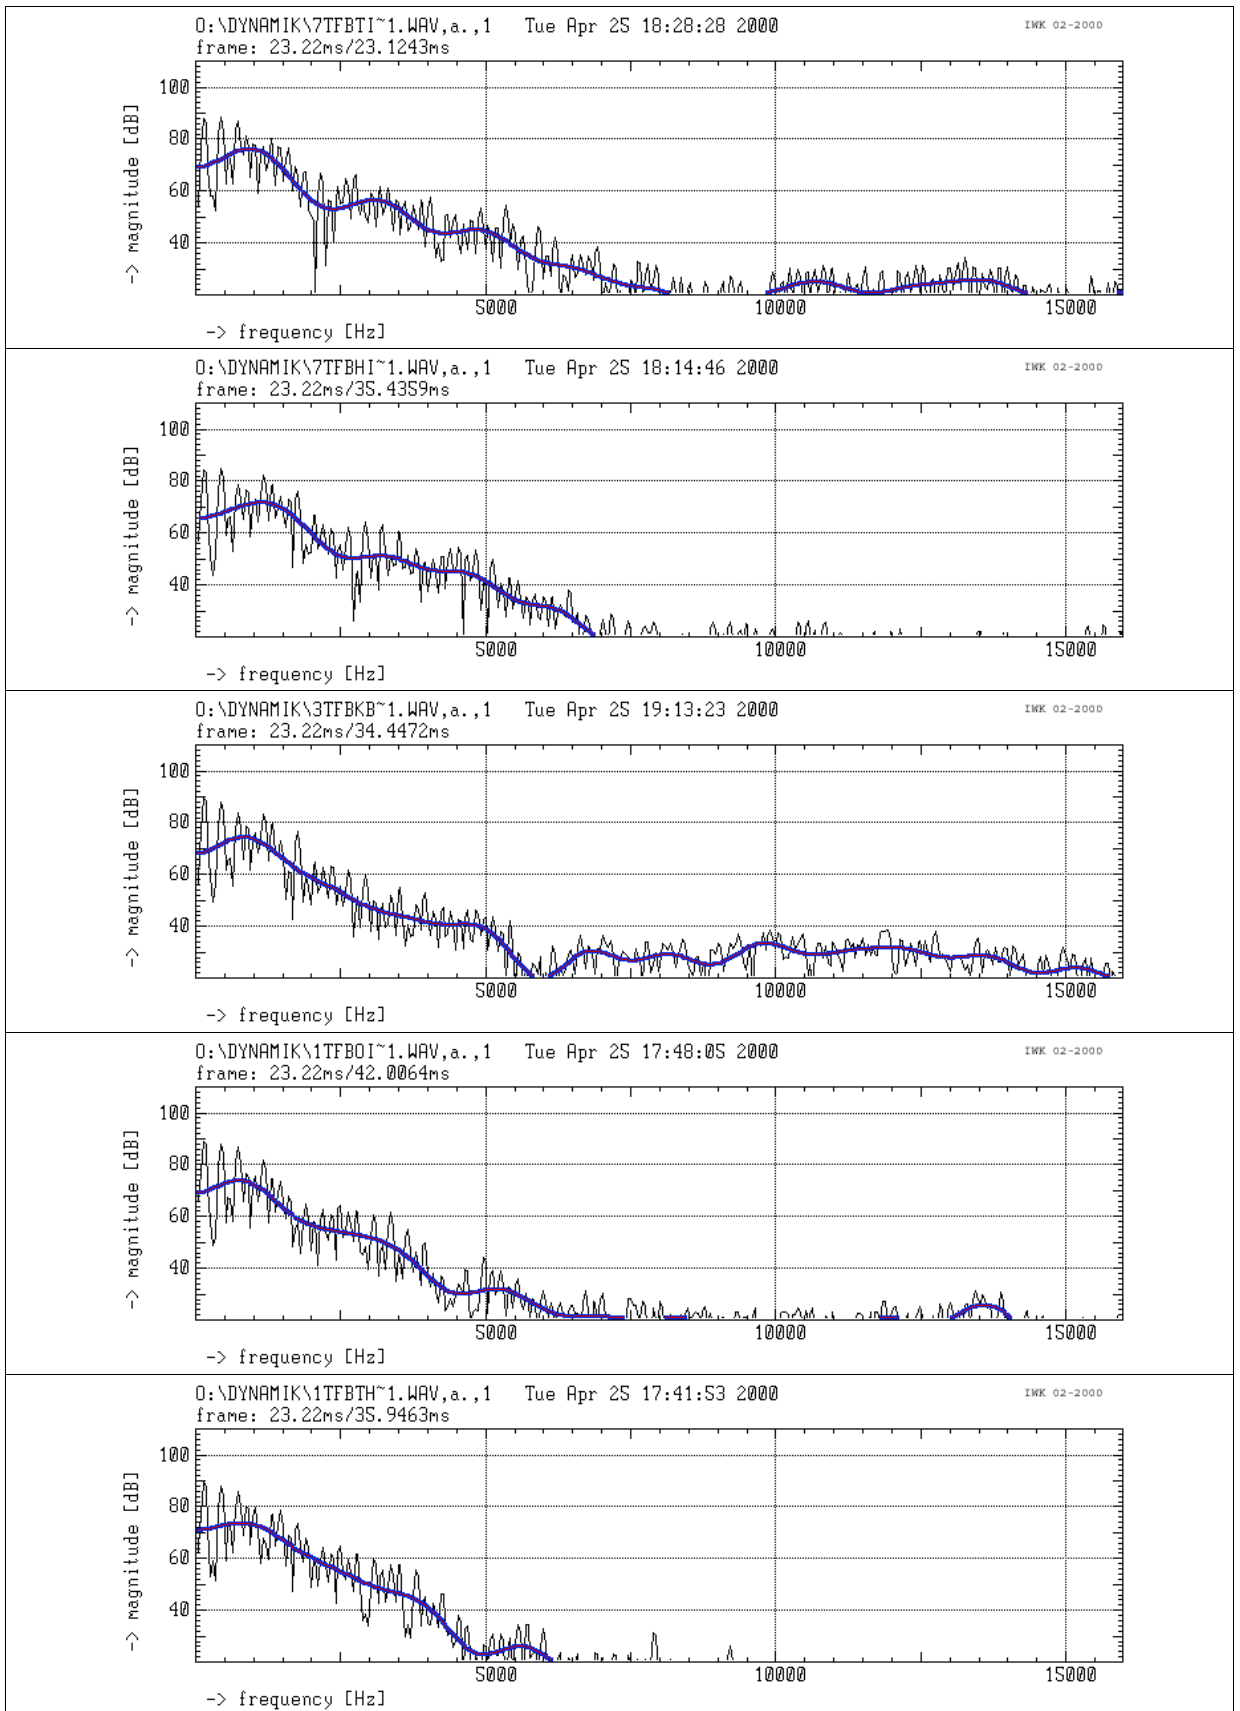 O:\DYNAMIK\7TFBTI~1.WAV,a.,1 Tue Apr 25 18:28:28 2000 IWK 02-2000
frame: 23.22ms/23.1243ms
100
80
60
40
-> magnitude [dB]
5000 10000 15000
-> frequency [Hz]
O:\DYNAMIK\7TFBHI~1.WAV,a.,1 Tue Apr 25 18:14:46 2000 IWK 02-2000
frame: 23.22ms/35.4359ms
100
80
60
40
-> magnitude [dB]
5000 10000 15000
-> frequency [Hz]
O:\DYNAMIK\3TFBKB~1.WAV,a.,1 Tue Apr 25 19:13:23 2000 IWK 02-2000
frame: 23.22ms/34.4472ms
100
80
60
40
-> magnitude [dB]
5000 10000 15000
-> frequency [Hz]
O:\DYNAMIK\1TFBOI~1.WAV,a.,1 Tue Apr 25 17:48:05 2000 IWK 02-2000
frame: 23.22ms/42.0064ms
100
80
60
40
-> magnitude [dB]
5000 10000 15000
-> frequency [Hz]
O:\DYNAMIK\1TFBTH~1.WAV,a.,1 Tue Apr 25 17:41:53 2000 IWK 02-2000
frame: 23.22ms/35.9463ms
100
80
60
40
-> magnitude [dB]
5000 10000 15000
-> frequency [Hz]